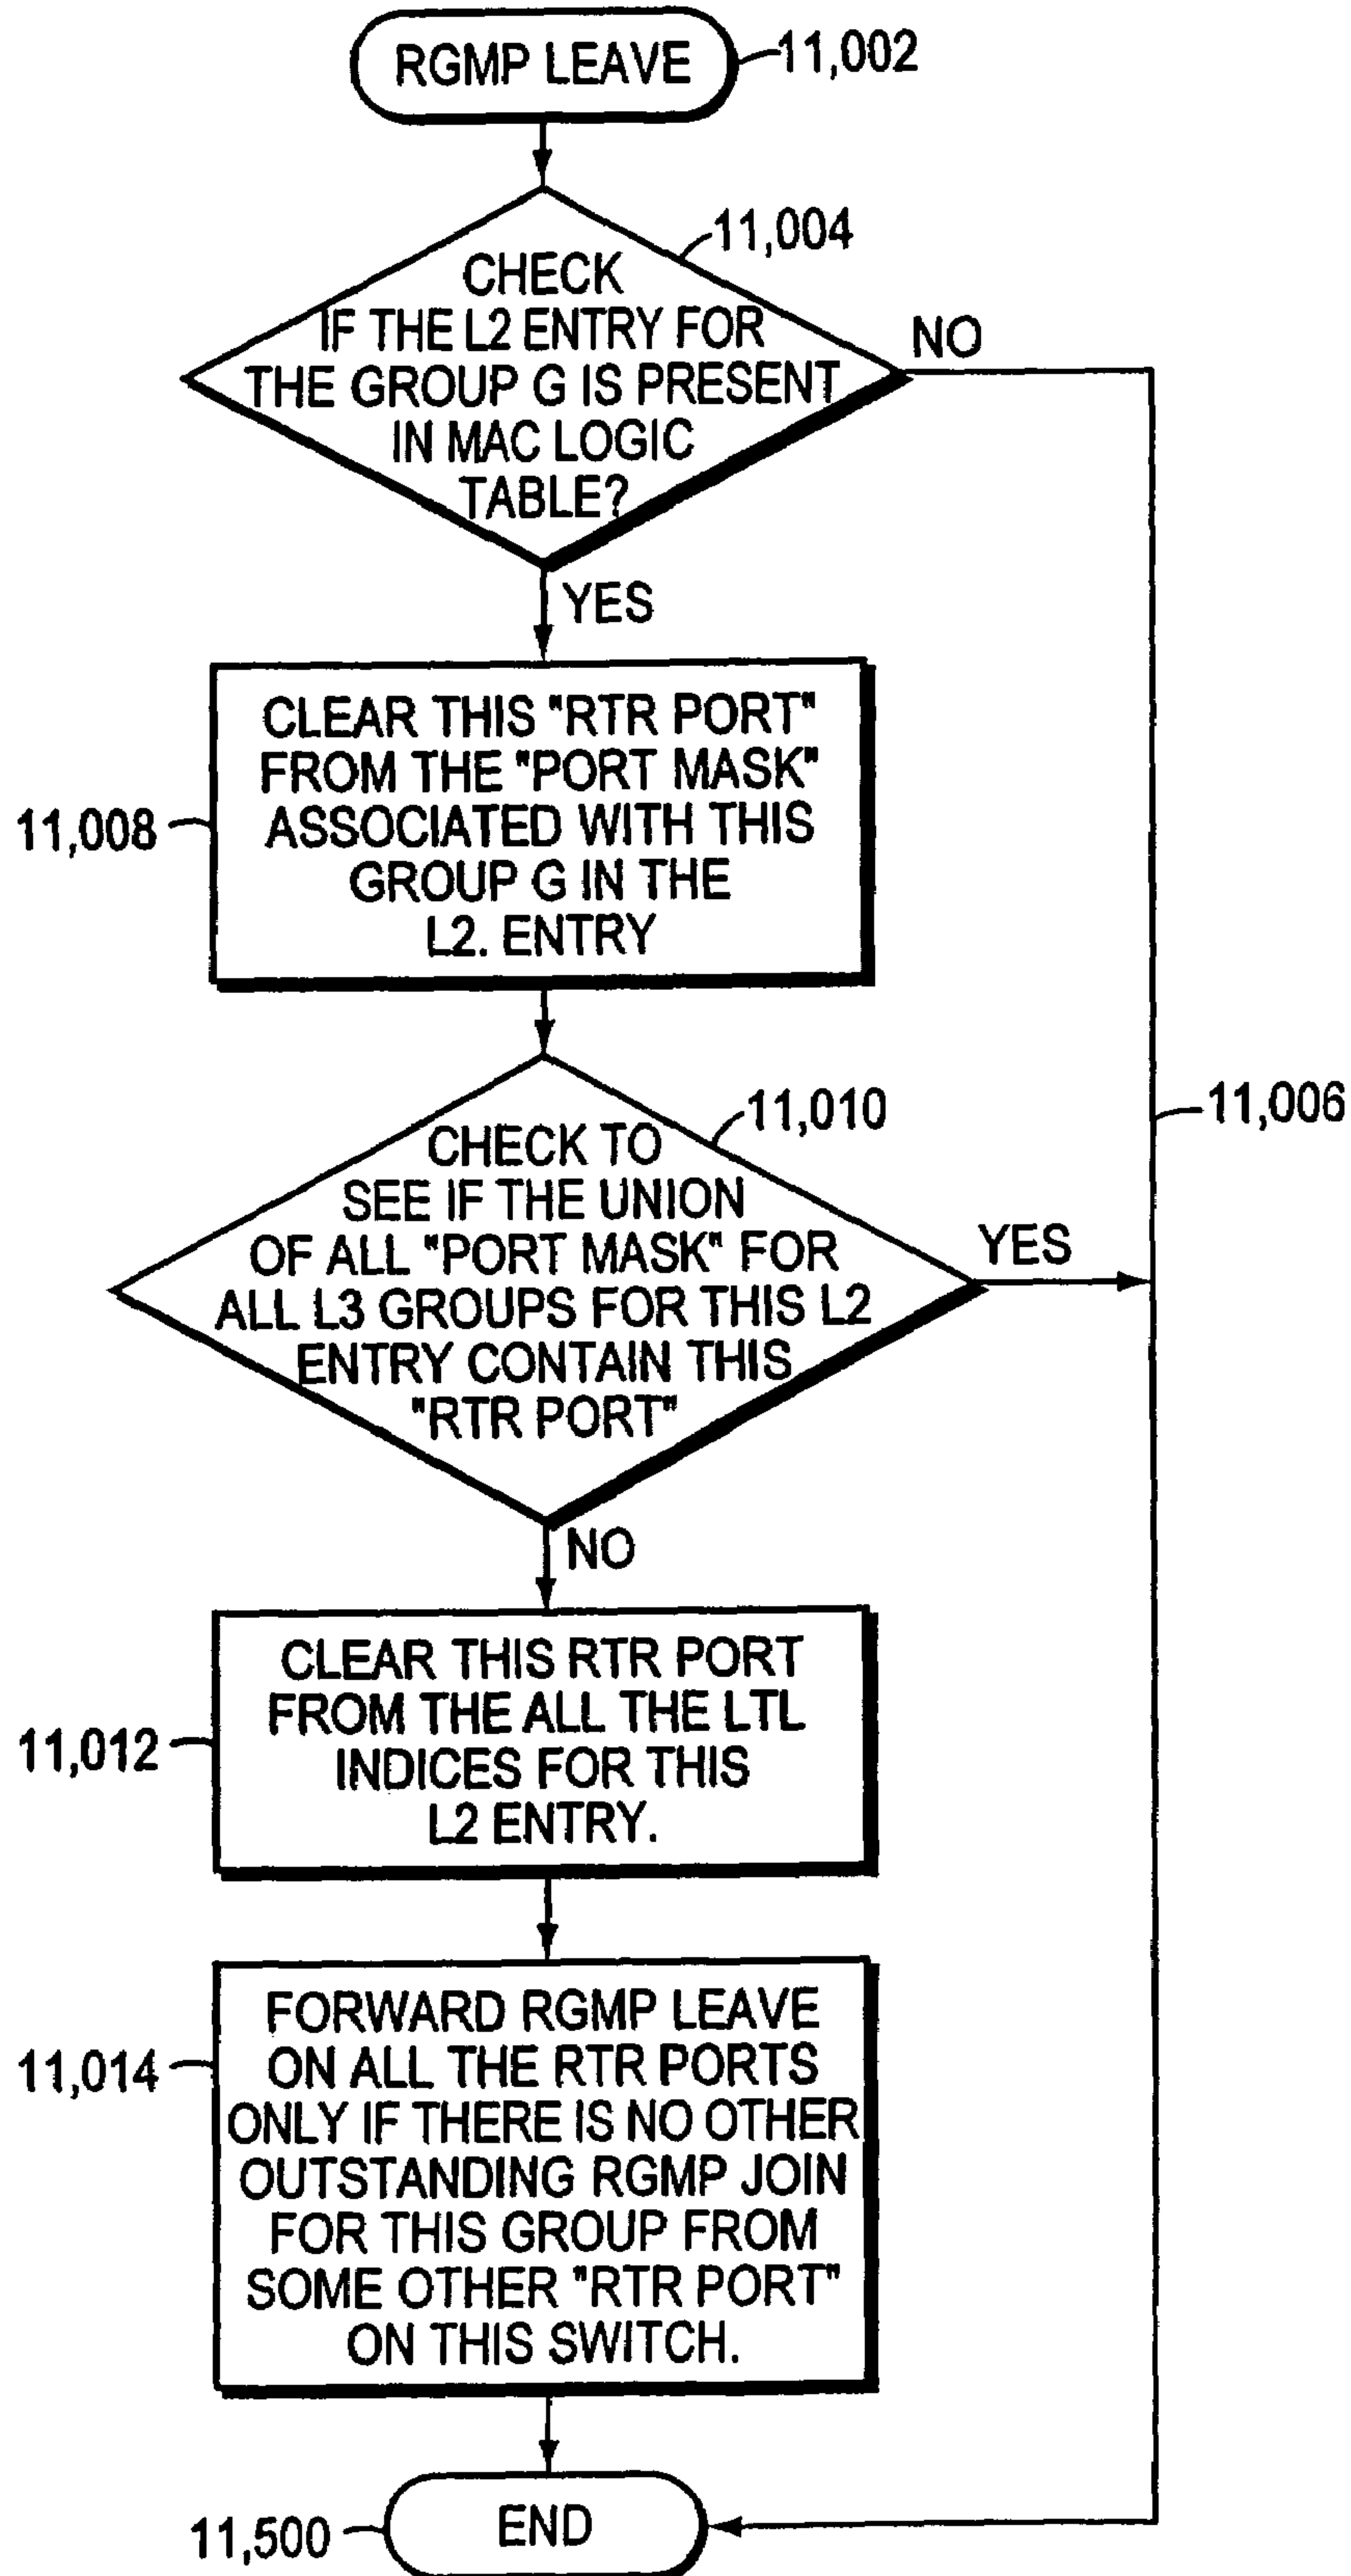 RGMP LEAVE
11,002
11,004
CHECK
IF THE L2 ENTRY FOR
THE GROUP G IS PRESENT
IN MAC LOGIC
TABLE?
NO
YES
CLEAR THIS "RTR PORT"
FROM THE "PORT MASK"
ASSOCIATED WITH THIS
GROUP G IN THE
L2. ENTRY
11,008
11,010
11,006
CHECK TO
SEE IF THE UNION
OF ALL "PORT MASK" FOR
ALL L3 GROUPS FOR THIS L2
ENTRY CONTAIN THIS
"RTR PORT"
YES
NO
CLEAR THIS RTR PORT
FROM THE ALL THE LTL
INDICES FOR THIS
L2 ENTRY.
11,012
FORWARD RGMP LEAVE
ON ALL THE RTR PORTS
ONLY IF THERE IS NO OTHER
OUTSTANDING RGMP JOIN
FOR THIS GROUP FROM
SOME OTHER "RTR PORT"
ON THIS SWITCH.
11,014
END
11,500